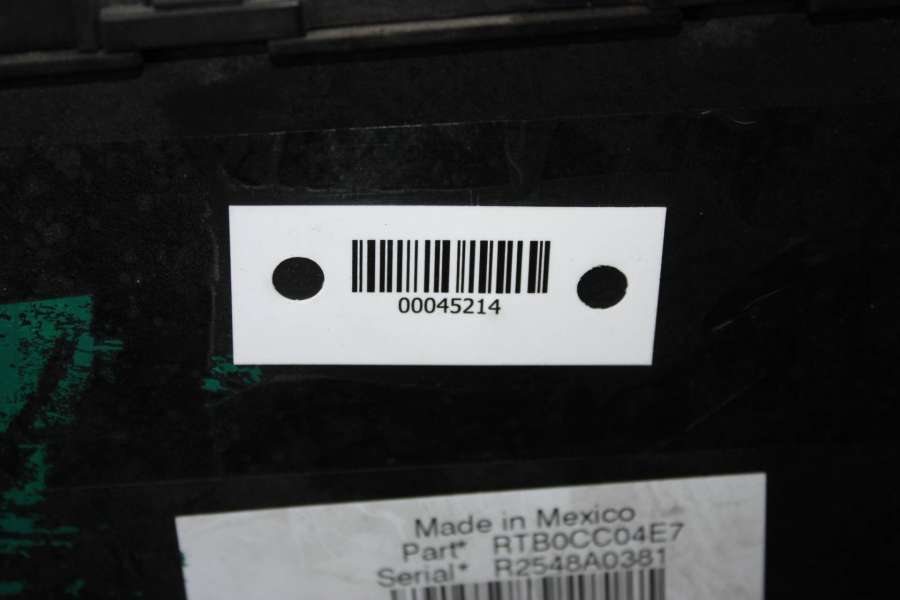 00045214
Made in Mexico
Part* RTB0CC04E7
Serial* R2548A0381